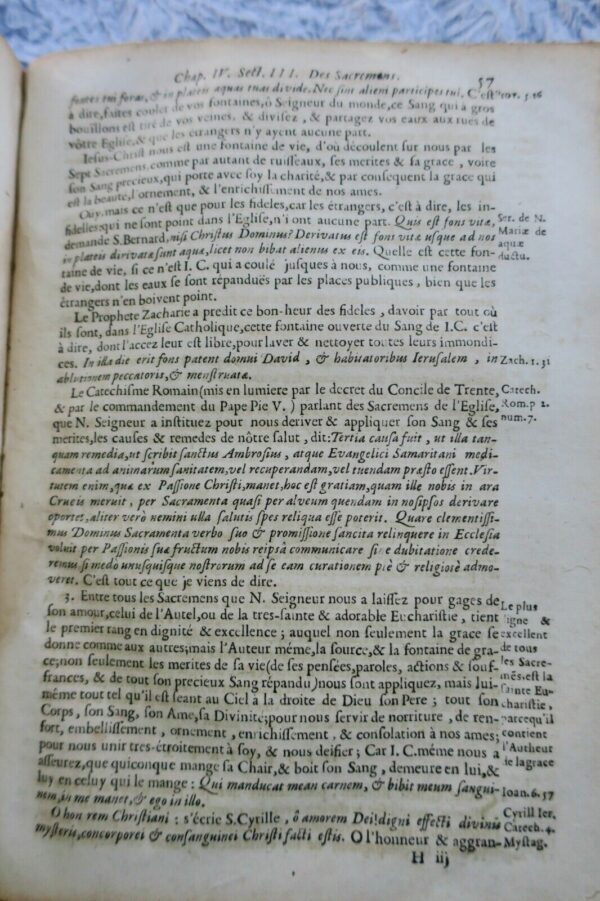 Chap. IV. Sect. III. Des Sacremens. 57
fontes tui foras, & in plateis aquas tuas divide. Nec sint alieni participes tui. C'est
à dire, faites couler de vos fontaines, ô Seigneur du monde, ce Sang qui a gros
bouillons est tiré de vos veines, & divisez, & partagez vos eaux aux rues de
vôtre Eglise, & que les étrangers n'y ayent aucune part.
Iesus-Christ nous est une fontaine de vie, d'où découlent sur nous par les
Sept Sacremens, comme par autant de ruisseaux, ses merites & sa grace, voire
son Sang precieux, qui porte avec soy la charité, & par consequent la grace qui
est la beauté, l'ornement, & l'enrichissement de nos ames.
Ouy, mais ce n'est que pour les fideles, car les étrangers, c'est à dire, les in-
fidelles qui ne sont point dans l'Eglise, n'i ont aucune part. Quis est fons vitæ, Ser. de N.
demande S. Bernard, nisi Christus Dominus? Derivatus est fons vitæ usque ad nos Mariæ de
in plateis dirivatæ sunt aquæ, licet non bibat alienus ex eis. Quelle est cette fon- aquæ
taine de vie, si ce n'est I. C. qui a coulé jusques à nous, comme une fontaine ductu.
de vie, dont les eaux se sont répandués par les places publiques, bien que les
étrangers n'en boivent point.
Le Prophete Zacharie a predit ce bon-heur des fideles, davoir par tout où
ils sont, dans l'Eglise Catholique, cette fontaine ouverte du Sang de I. C. c'est
à dire, dont l'accez leur est libre, pour laver & nettoyer toutes leurs immondi-
ces. In illa die erit fons patent domui David, & habitatoribus Ierusalem, in Zach. 1. 31
ablutionem peccatoris, & menstruatæ.
Le Catechisme Romain (mis en lumiere par le decret du Concile de Trente, Catech.
& par le commandement du Pape Pie V.) parlant des Sacremens de l'Eglise, Rom. p 2.
que N. Seigneur a instituez pour nous deriver & appliquer son Sang & ses num. 7.
merites, les causes & remedes de nôtre salut, dit: Tertia causa fuit, ut illa tan-
quam remedia, ut scribit sanctus Ambrosius, atque Evangelici Samaritani medi-
camenta ad animarum sanitatem, vel recuperandam, vel tuendam præsto essent. Vir-
tutem enim, quæ ex Passione Christi, manet, hoc est gratiam, quam ille nobis in ara
Crucis meruit, per Sacramenta quasi per alveum quendam in nosipsos derivare
oportet, aliter verò nemini ulla salutis spes reliqua esse poterit. Quare clementissi-
mus Dominus Sacramenta verbo suo & promissione sancita relinquere in Ecclesia
voluit per Passionis suæ fructum nobis reipsâ communicare sine dubitatione crede-
remus, si medò unusquisque nostrorum ad se eam curationem piè & religiosè admo-
veret. C'est tout ce que je viens de dire.
3. Entre tous les Sacremens que N. Seigneur nous a laissez pour gages de Le plus
son amour, celui de l'Autel, ou de la tres-sainte & adorable Eucharistie, tient igne &
le premier rang en dignité & excellence; auquel non seulement la grace se excellent
donne comme aux autres; mais l'Auteur méme, la source, & la fontaine de gra- de tous
ce; non seulement les merites de sa vie (de ses pensées, paroles, actions & souf- les Sacre-
frances, & de tout son precieux Sang répandu) nous sont appliquez, mais lui- mẽs. est la
même tout tel qu'il est seant au Ciel à la droite de Dieu son Pere; tout son sainte Eu-
Corps, son Sang, son Ame, sa Divinité; pour nous servir de norriture, de ren- charistie,
fort, embellissement, ornement, enrichissement, & consolation à nos ames; parcequ'il
pour nous unir tres-étroitement à soy, & nous deifier; Car I. C. méme nous a contient
asseurez, que quiconque mange sa Chair, & boit son Sang, demeure en lui, & l'Autheur
luy en celuy qui le mange: Qui manducat mean carnem, & bibit meum sangui- de la grace
nem, in me manet, & ego in illo. Ioan. 6. 57
O hon rem Christiani: s'écrie S. Cyrille, ô amorem Dei! digni effecti divinis Cyrill Ier.
mysteriis, concorporei & consanguinei Christi facti estis. O l'honneur & aggran- Catech. 4.
Mystag.
H iij